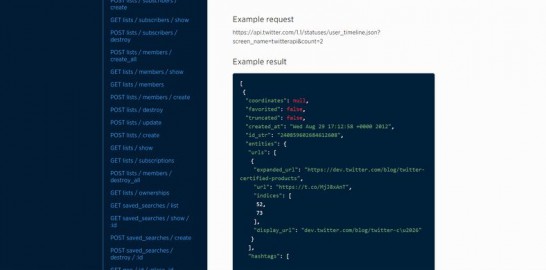 POST lists / subscribers /
create
GET lists / subscribers / show
POST lists / subscribers /
destroy
POST lists / members /
create_all
GET lists / members / show
GET lists / members
POST lists / members / create
POST lists / destroy
POST lists / update
POST lists / create
GET lists / show
GET lists / subscriptions
POST lists / members /
destroy_all
GET lists / ownerships
GET saved_searches / list
GET saved_searches / show /
:id
POST saved_searches / create
POST saved_searches /
destroy / :id
Example request
https://api.twitter.com/1.1/statuses/user_timeline.json?
screen_name=twitterapi&count=2
Example result
[
{
"coordinates": null,
"favorited": false,
"truncated": false,
"created_at": "Wed Aug 29 17:12:58 +0000 2012",
"id_str": "240859602684612608",
"entities": {
"urls": [
{
"expanded_url": "https://dev.twitter.com/blog/twitter-
certified-products",
"url": "https://t.co/MjJ8xAnT",
"indices": [
52,
73
],
"display_url": "dev.twitter.com/blog/twitter-c\u2026"
}
],
"hashtags": [